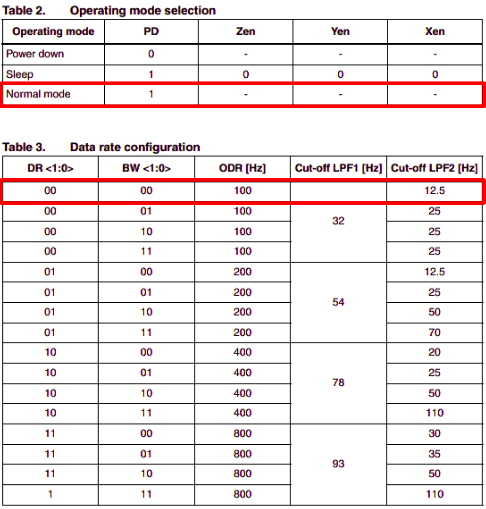 Table 2. Operating mode selection
Operating mode PD Zen Yen Xen
Power down 0 - - -
Sleep 1 0 0 0
Normal mode 1 - - -
Table 3. Data rate configuration
DR <1:0> BW <1:0> ODR [Hz] Cut-off LPF1 [Hz] Cut-off LPF2 [Hz]
00 00 100 12.5
00 01 100 25
32
00 10 100 25
00 11 100 25
01 00 200 12.5
01 01 200 25
54
01 10 200 50
01 11 200 70
10 00 400 20
10 01 400 25
78
10 10 400 50
10 11 400 110
11 00 800 30
11 01 800 35
93
11 10 800 50
1 11 800 110